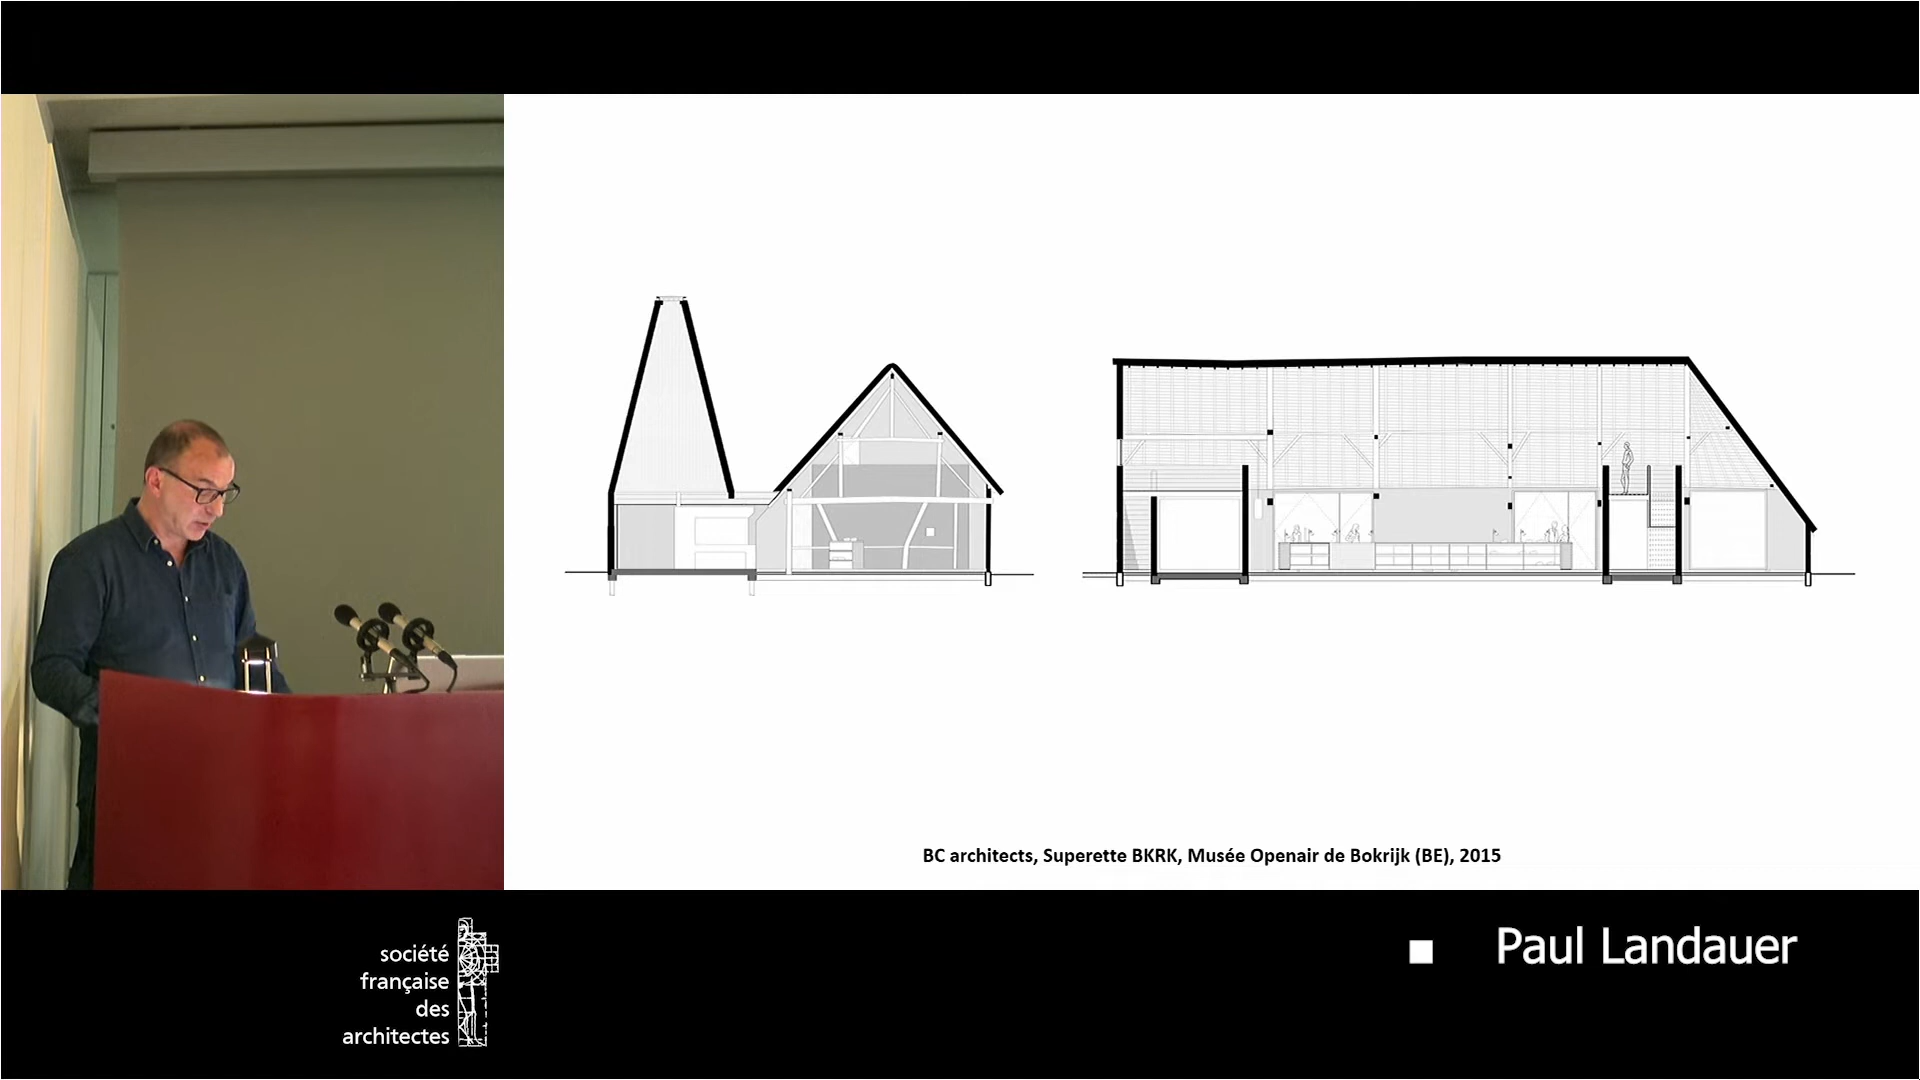 BC architects, Superette BKRK, Musée Openair de Bokrijk (BE), 2015
société
française
des
architectes
Paul Landauer